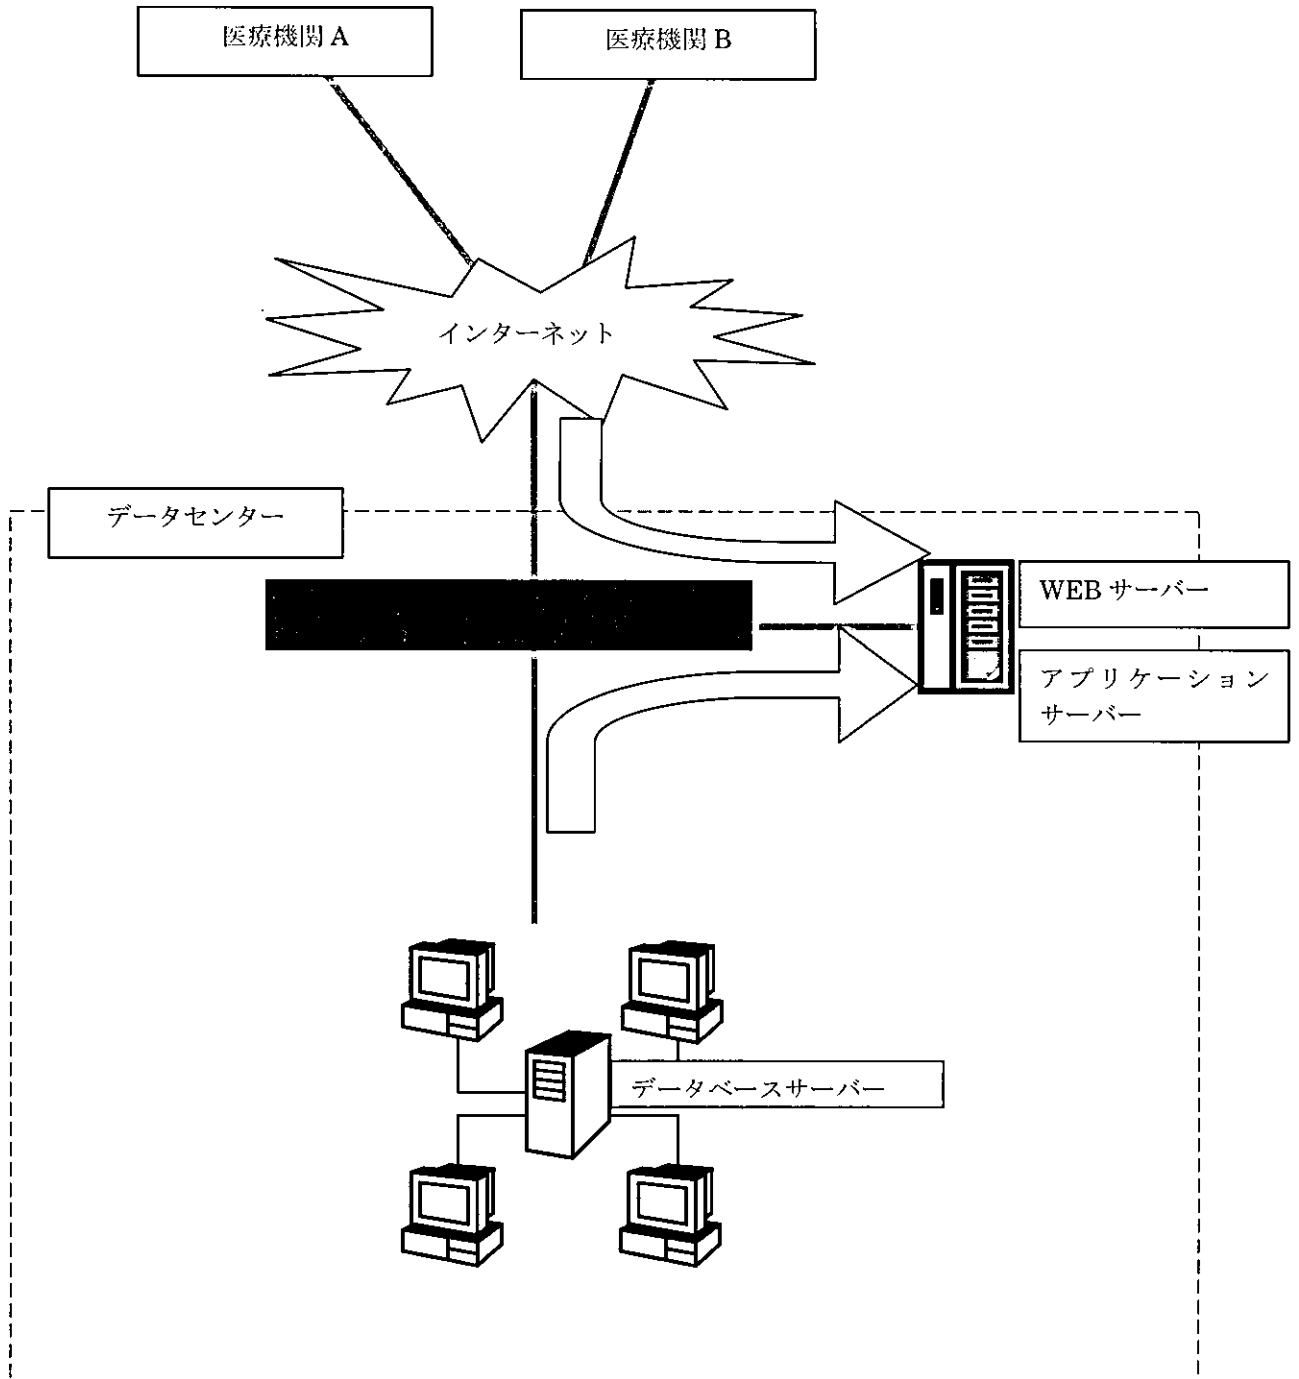 医療機関 A
医療機関 B
インターネット
データセンター
WEB サーバー
アプリケーション
サーバー
データベースサーバー